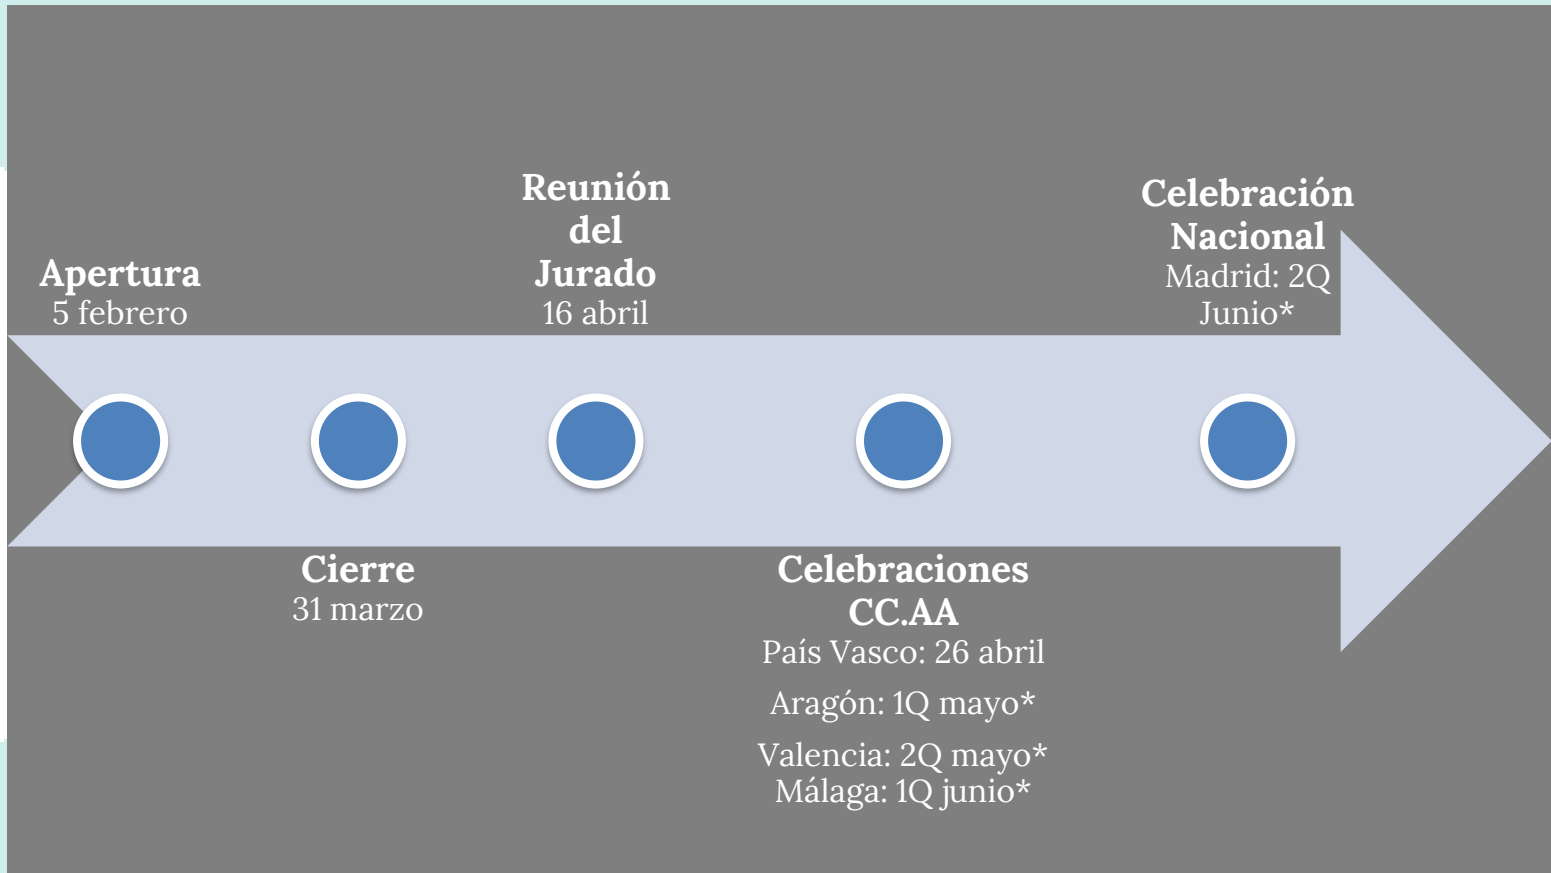 Apertura
5 febrero
Cierre
31 marzo
Reunión
del
Jurado
16 abril
Celebraciones
CC.AA
País Vasco: 26 abril
Aragón: 1Q mayo*
Valencia: 2Q mayo*
Málaga: 1Q junio*
Celebración
Nacional
Madrid: 2Q
Junio*